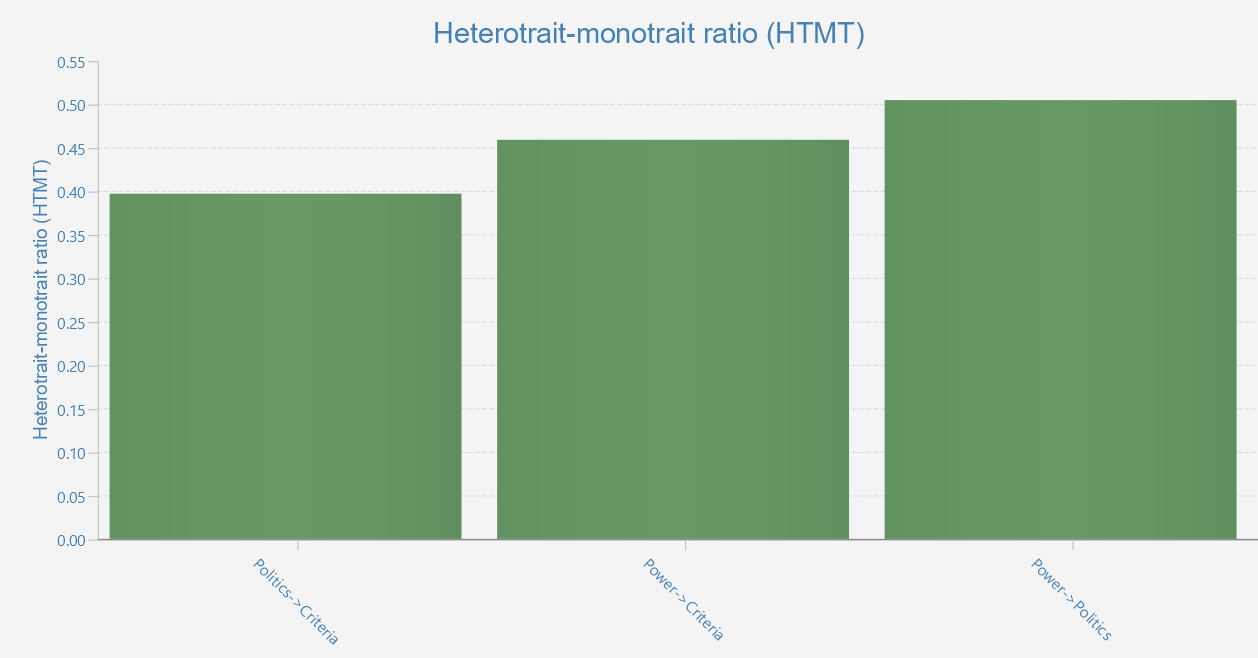 Heterotrait-monotrait ratio (HTMT)
Heterotrait-monotrait ratio (HTMT)
0.55
0.50
0.45
0.40
0.35
0.30
0.25
0.20
0.15
0.10
0.05
0.00
Politics->Criteria
Power->Criteria
Power->Politics